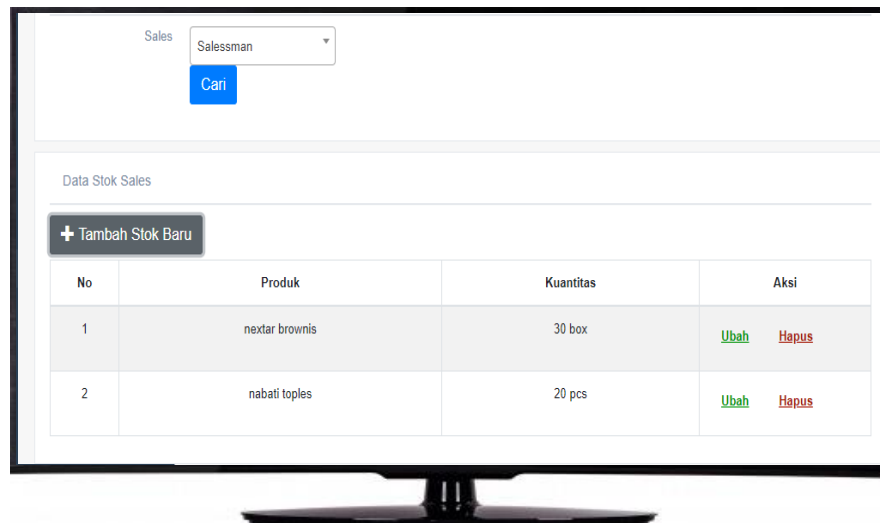 Sales Salessman
Cari
Data Stok Sales
Tambah Stok Baru
No Produk Kuantitas Aksi
1 nextar brownis 30 box Ubah Hapus
2 nabati toples 20 pcs Ubah Hapus